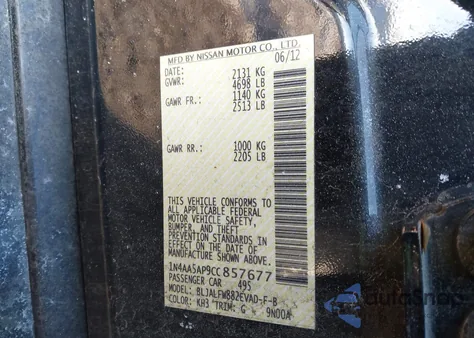 MFD BY NISSAN MOTOR CO., LTD.
DATE: 06/12
GVWR: 2131 KG
4698 LB
GAWR FR.: 1140 KG
2513 LB
GAWR RR.: 1000 KG
2205 LB
THIS VEHICLE CONFORMS TO
ALL APPLICABLE FEDERAL
MOTOR VEHICLE SAFETY,
BUMPER, AND THEFT
PREVENTION STANDARDS IN
EFFECT ON THE DATE OF
MANUFACTURE SHOWN ABOVE.
1N4AA5AP9CC857677
PASSENGER CAR 495
MODEL: BLJALFW882EVAD-F-B
COLOR: KH3 TRIM: G 9N00A
AutoSnap